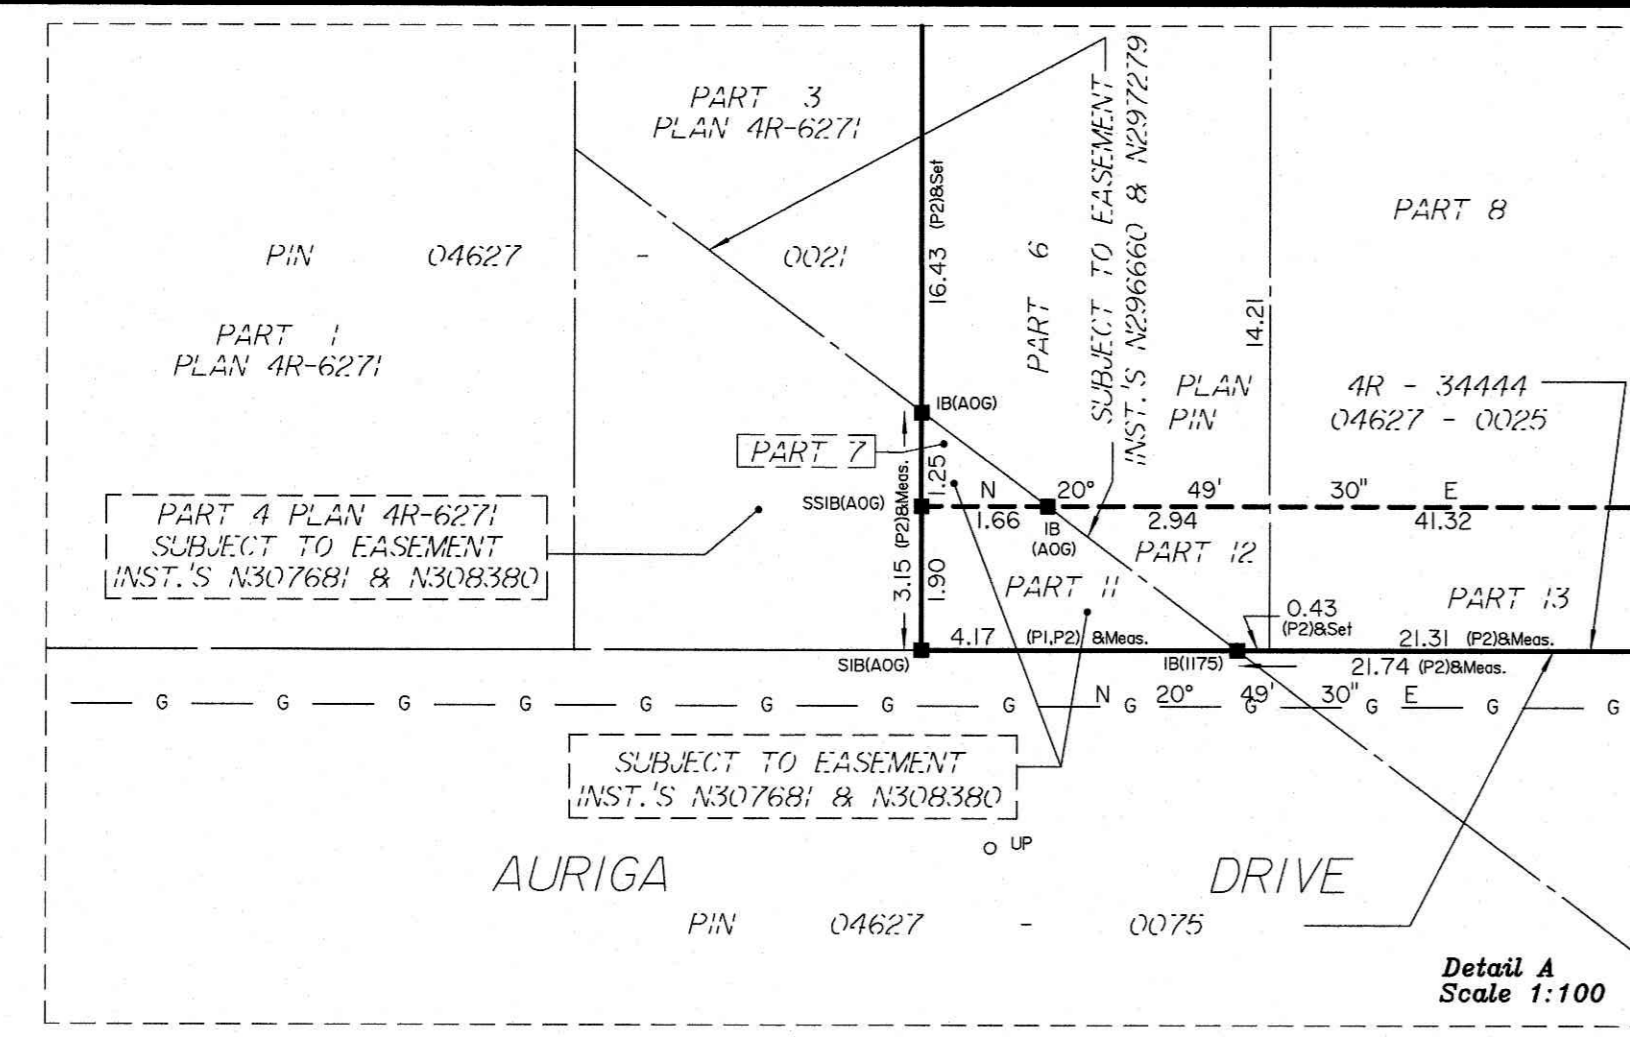 PART 3
PLAN 4R-6271
PIN 04627 - 0021
PART 1
PLAN 4R-6271
16.43 (P2)&Set
PART 6
SUBJECT TO EASEMENT
INST.'S N296660 & N297279
14.21
PART 8
PLAN 4R - 34444
PIN 04627 - 0025
IB(AOG)
PART 7
3.15 (P2)&Meas.
1.25
SSIB(AOG)
N 20° 49' 30" E
1.66
IB
(AOG)
2.94
41.32
PART 4 PLAN 4R-6271
SUBJECT TO EASEMENT
INST.'S N307681 & N308380
1.90
PART 11
PART 12
PART 13
0.43
(P2)&Set
4.17 (P1,P2) &Meas.
21.31 (P2)&Meas.
SIB(AOG)
IB(1175)
21.74 (P2)&Meas.
N 20° 49' 30" E
G G G G G G G G G G G G G
SUBJECT TO EASEMENT
INST.'S N307681 & N308380
UP
AURIGA DRIVE
PIN 04627 - 0075
Detail A
Scale 1:100